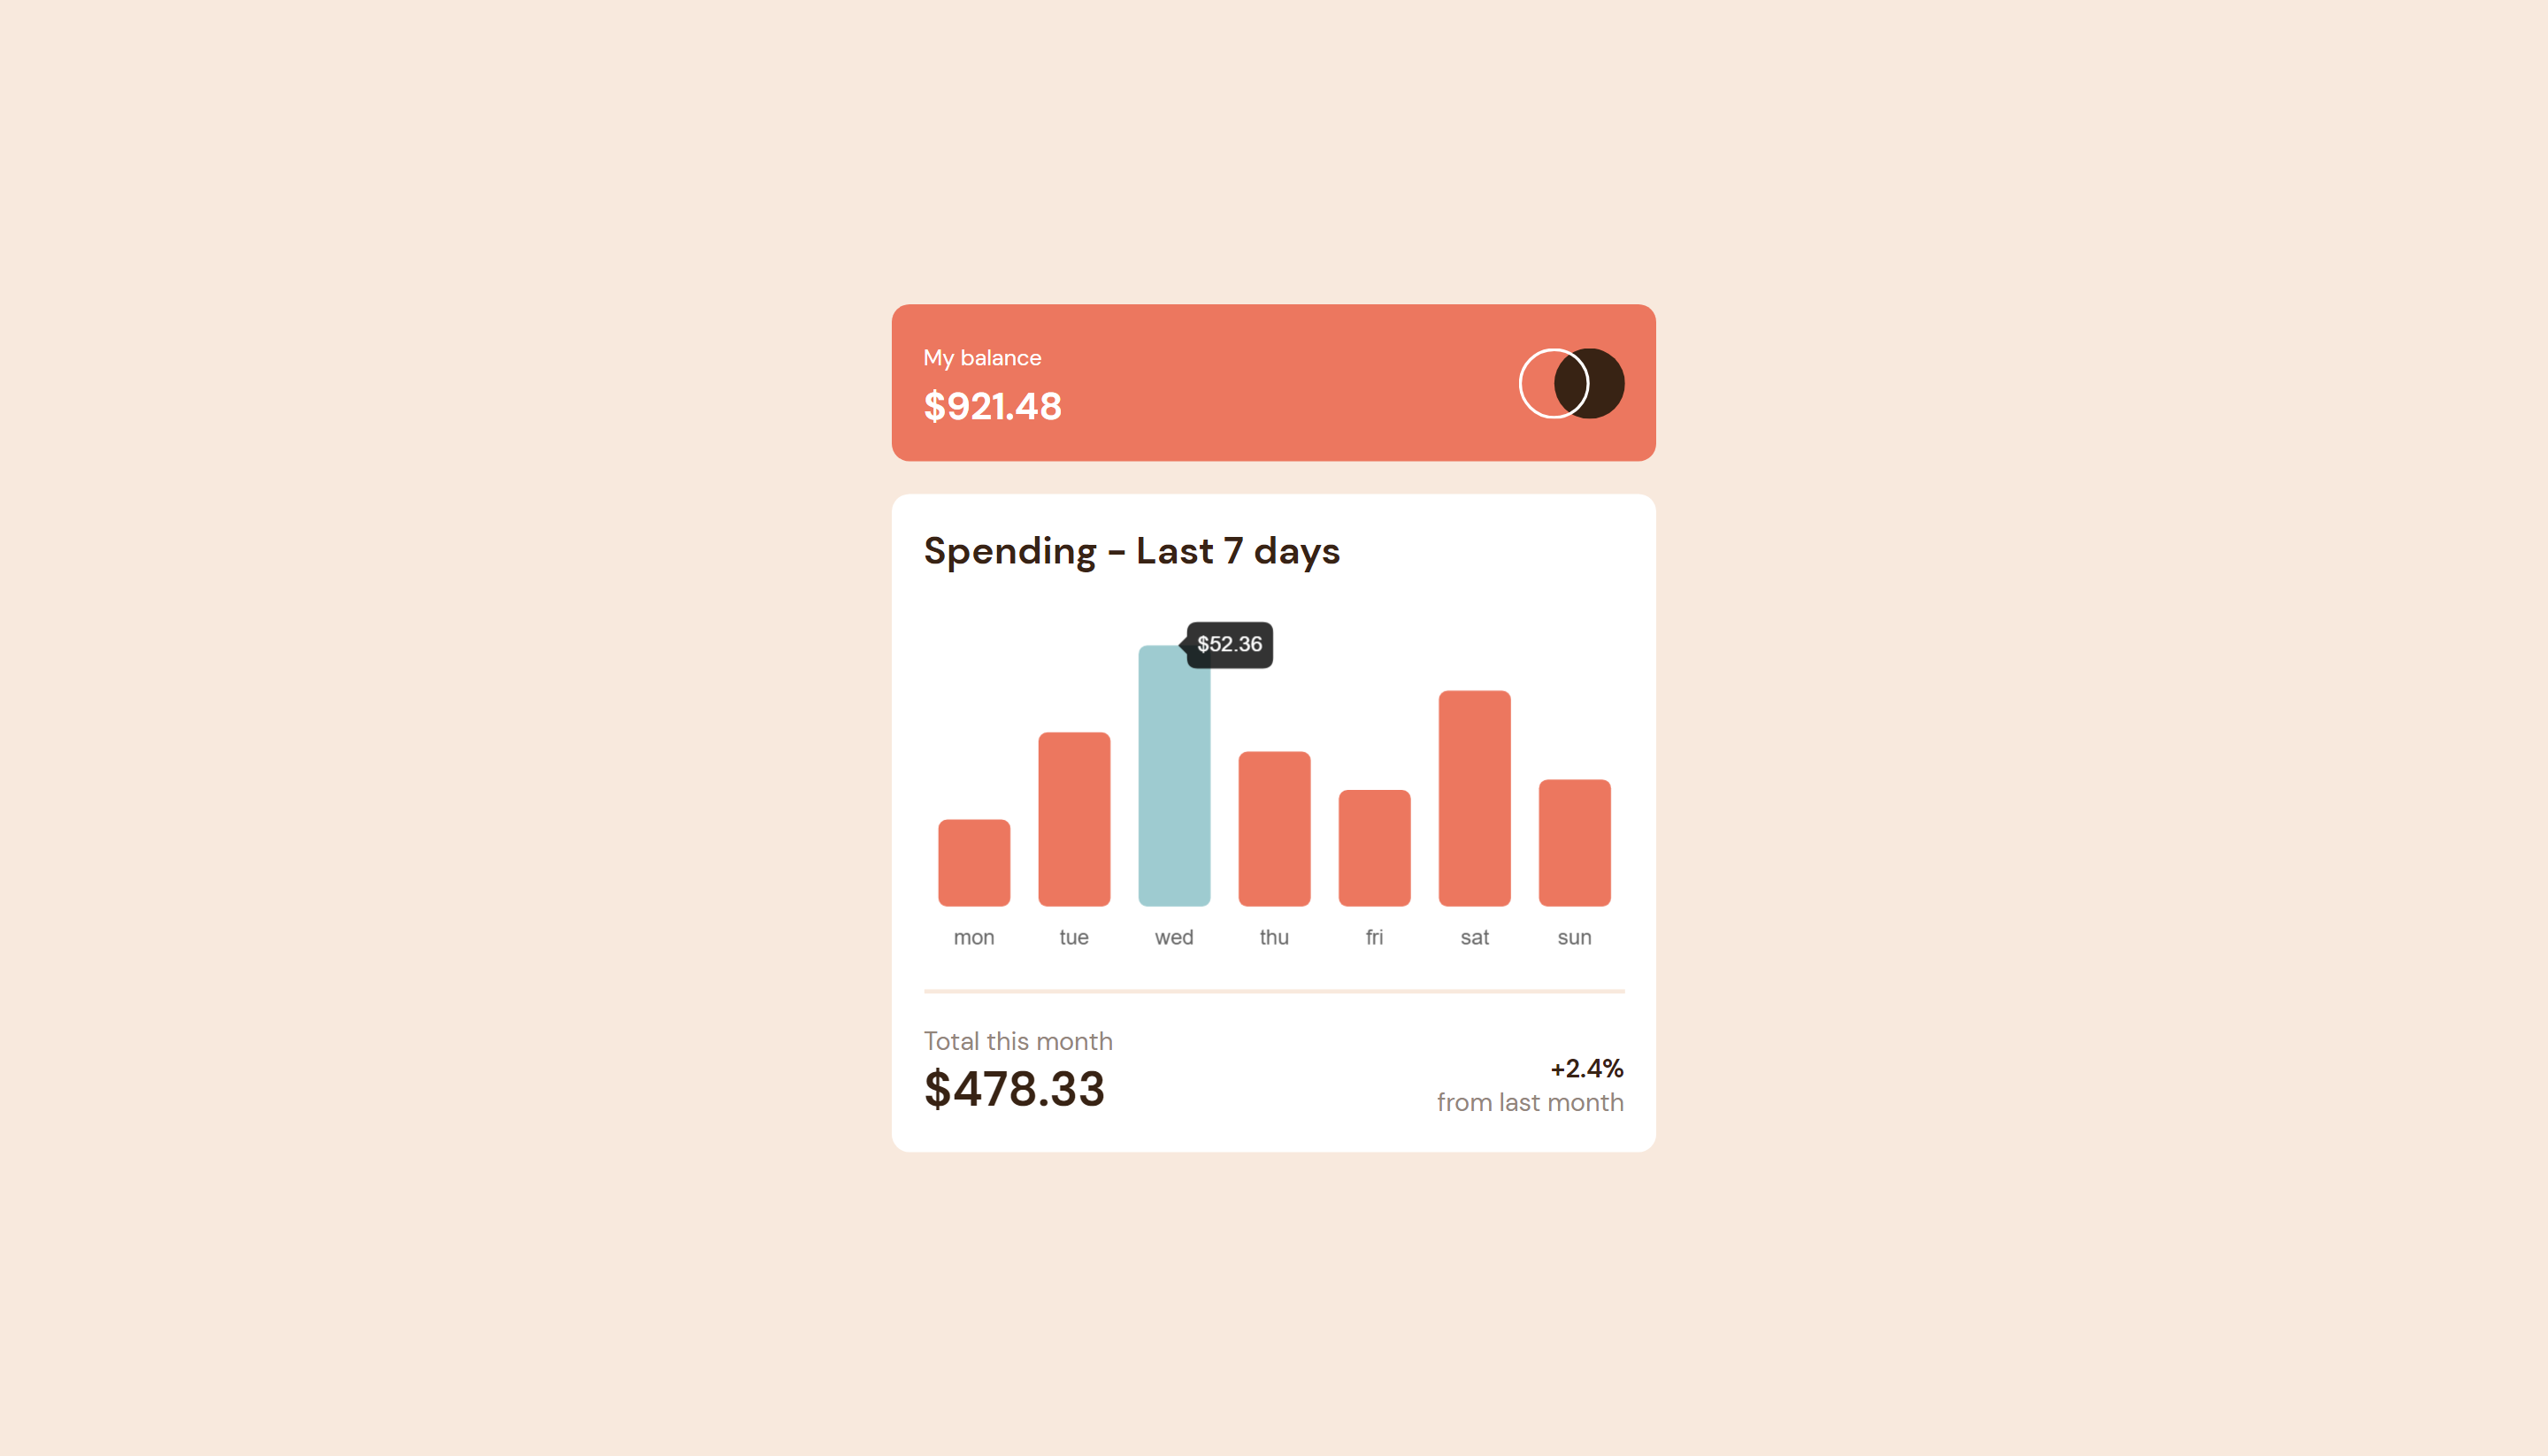 My balance
$921.48
Spending - Last 7 days
$52.36
mon tue wed thu fri sat sun
Total this month
$478.33
+2.4%
from last month